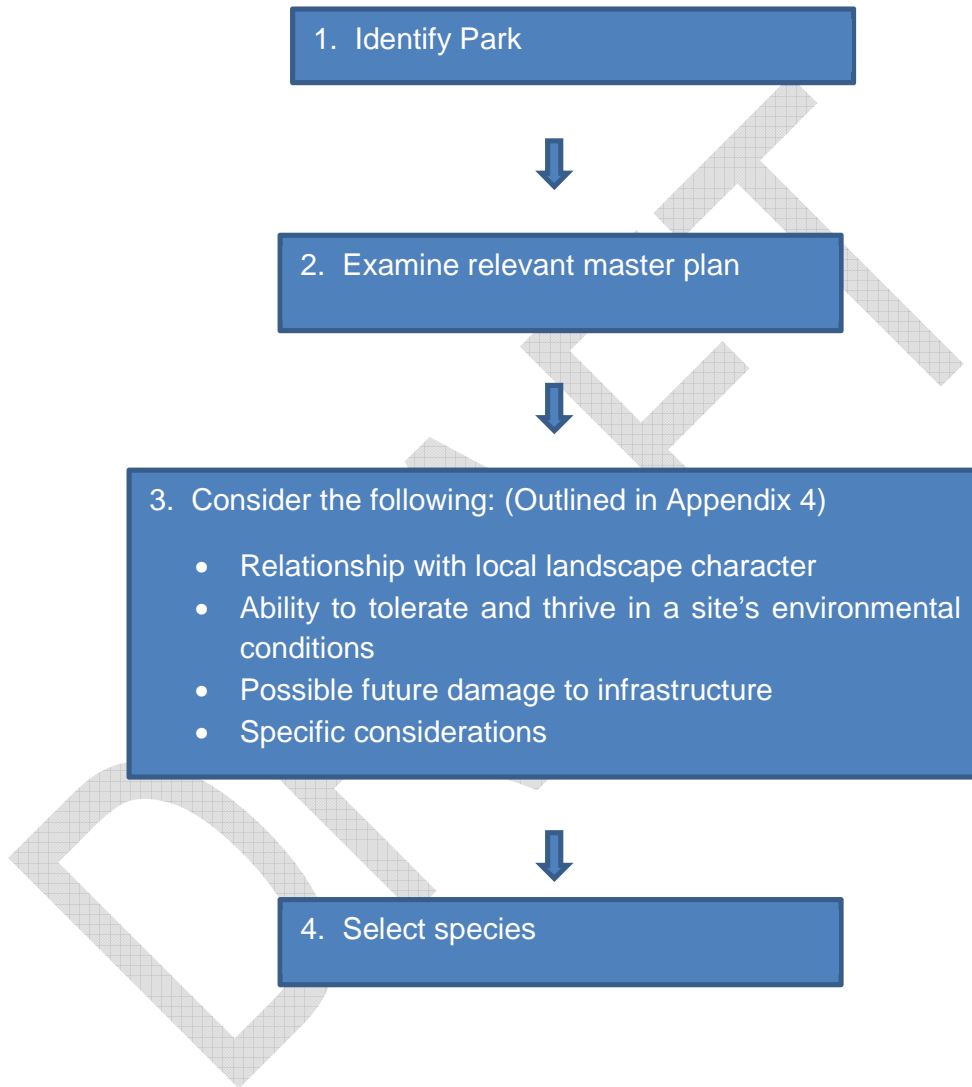 1. Identify Park
2. Examine relevant master plan
3. Consider the following: (Outlined in Appendix 4)
• Relationship with local landscape character
• Ability to tolerate and thrive in a site's environmental
conditions
• Possible future damage to infrastructure
• Specific considerations
4. Select species
DRAFT